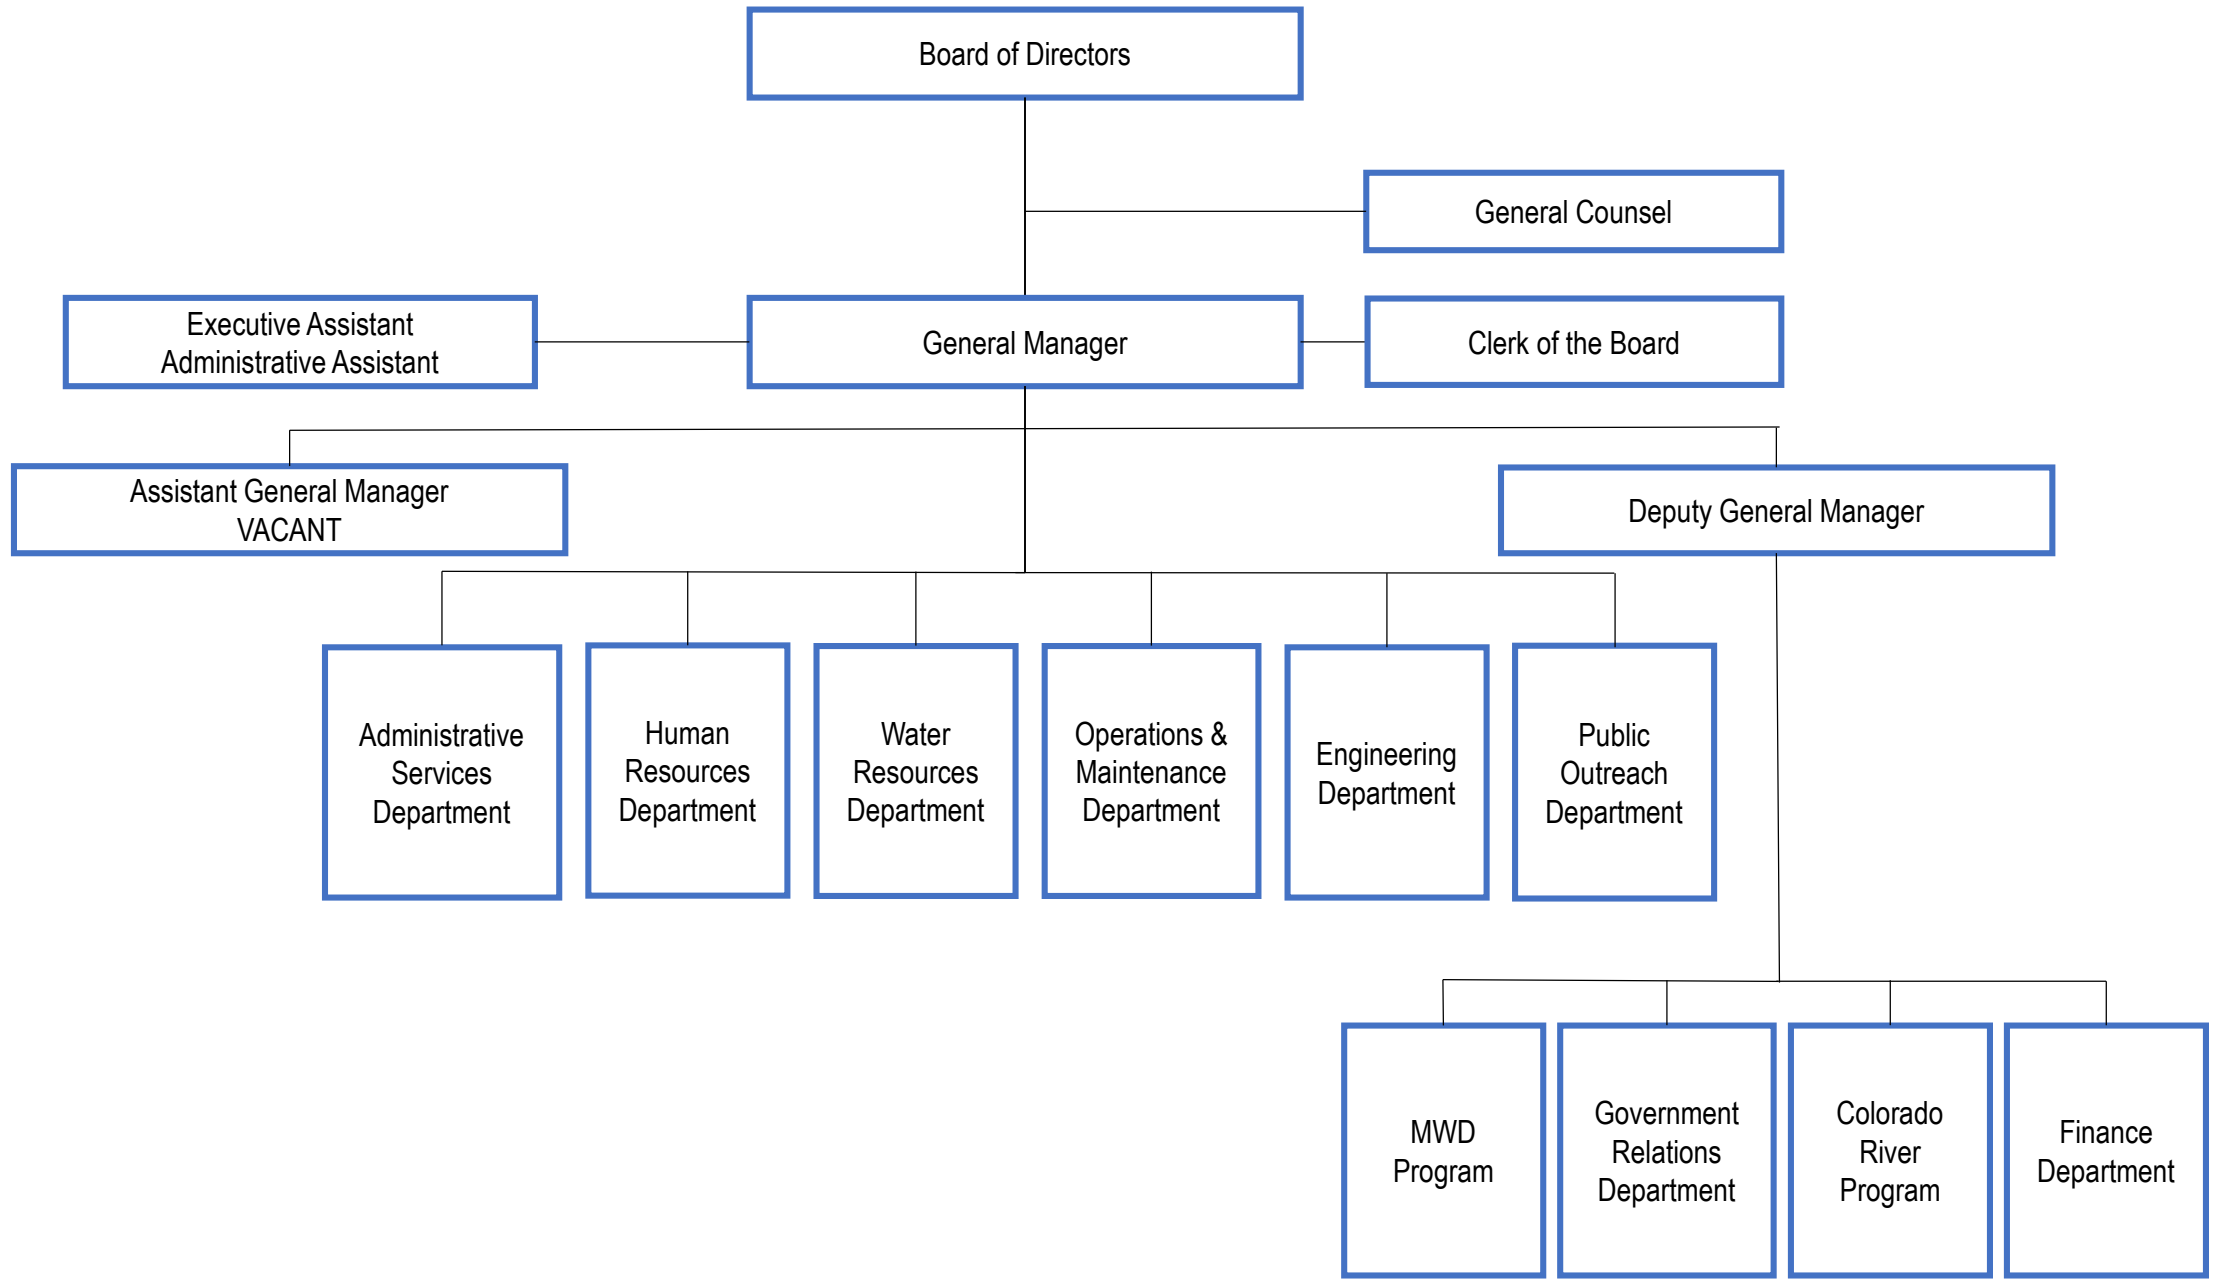 Board of Directors
General Counsel
Executive Assistant
Administrative Assistant
General Manager
Clerk of the Board
Assistant General Manager
VACANT
Deputy General Manager
Administrative
Services
Department
Human
Resources
Department
Water
Resources
Department
Operations &
Maintenance
Department
Engineering
Department
Public
Outreach
Department
MWD
Program
Government
Relations
Department
Colorado
River
Program
Finance
Department